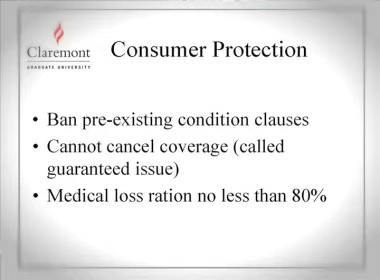 Claremont
GRADUATE UNIVERSITY
Consumer Protection
• Ban pre-existing condition clauses
• Cannot cancel coverage (called
guaranteed issue)
• Medical loss ration no less than 80%